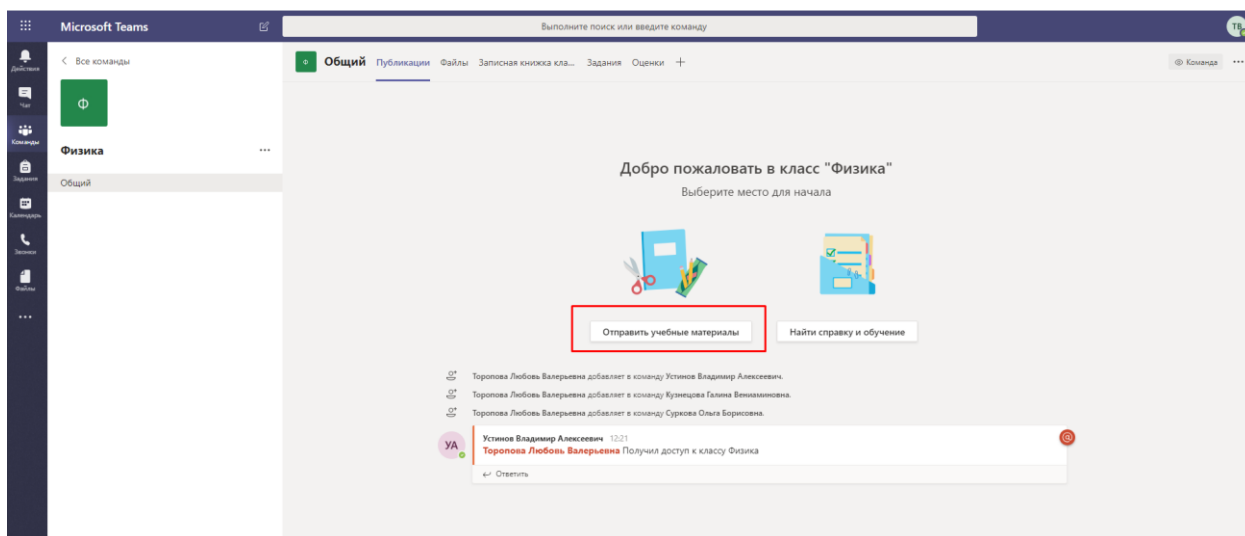 Microsoft Teams
Выполните поиск или введите команду
ТВ
Действия
Чат
Команды
Задания
Календарь
Звонки
Файлы
< Все команды
Ф
Физика
Общий
Ф Общий Публикации Файлы Записная книжка кла... Задания Оценки +
Команда
Добро пожаловать в класс "Физика"
Выберите место для начала
Отправить учебные материалы
Найти справку и обучение
Торопова Любовь Валерьевна добавляет в команду Устинов Владимир Алексеевич.
Торопова Любовь Валерьевна добавляет в команду Кузнецова Галина Вениаминовна.
Торопова Любовь Валерьевна добавляет в команду Суркова Ольга Борисовна.
УА
Устинов Владимир Алексеевич 12:21
Торопова Любовь Валерьевна Получил доступ к классу Физика
Ответить